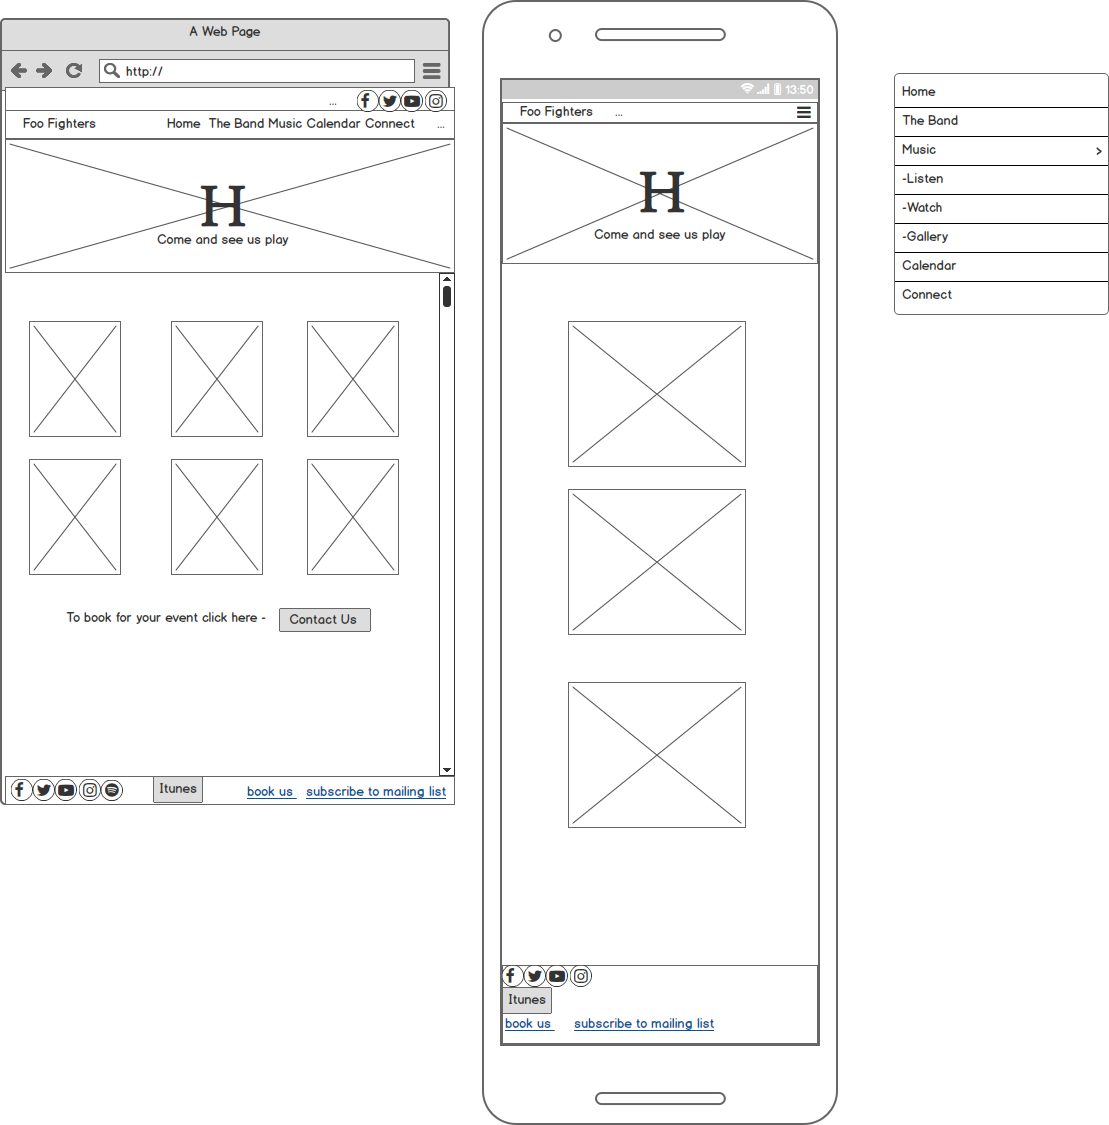 A Web Page
http://
...
Foo Fighters Home The Band Music Calendar Connect ...
H
Come and see us play
To book for your event click here - Contact Us
Itunes book us subscribe to mailing list
13:50
Foo Fighters ...
H
Come and see us play
Itunes
book us subscribe to mailing list
Home
The Band
Music >
-Listen
-Watch
-Gallery
Calendar
Connect